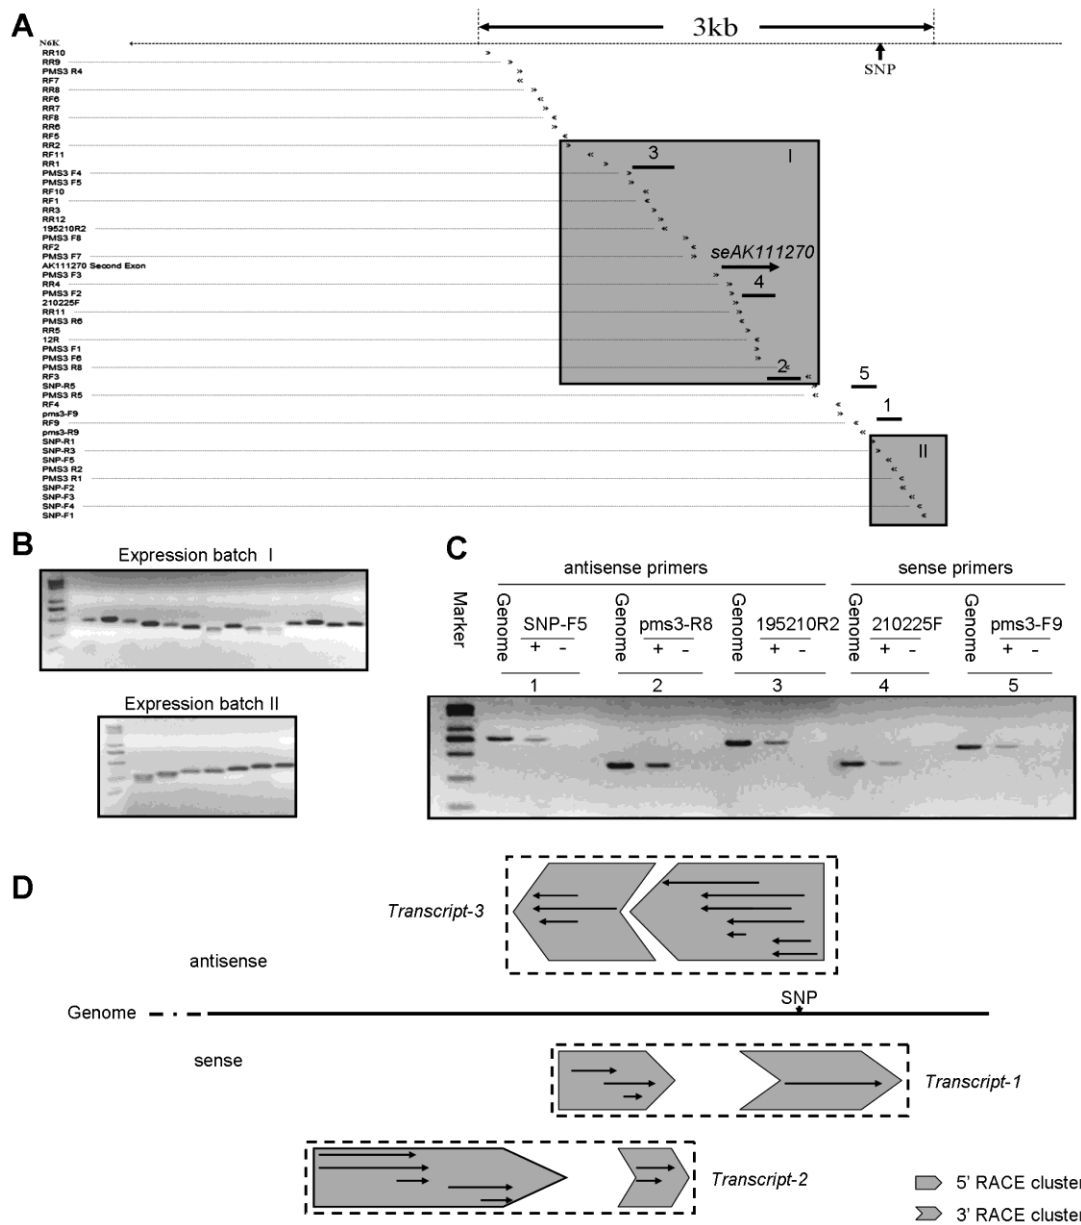 A
3kb
N6K
SNP
RR10
RR9
PMS3 R4
RF7
RR8
RF6
RR7
RF8
RR6
RF5
RR2
RF11
RR1
PMS3 F4
PMS3 F5
RF10
RF1
RR3
RR12
195210R2
PMS3 F8
RF2
PMS3 F7
AK111270 Second Exon
PMS3 F3
RR4
PMS3 F2
210225F
RR11
PMS3 R6
RR5
12R
PMS3 F1
PMS3 F6
PMS3 R8
RF3
SNP-R5
PMS3 R5
RF4
pms3-F9
RF9
pms3-R9
SNP-R1
SNP-R3
SNP-F5
PMS3 R2
PMS3 R1
SNP-F2
SNP-F3
SNP-F4
SNP-F1
I
3
seAK111270
4
2
5
1
II
B
Expression batch I
Expression batch II
C
antisense primers
sense primers
Marker
Genome
SNP-F5
+ -
Genome
pms3-R8
+ -
Genome
195210R2
+ -
Genome
210225F
+ -
Genome
pms3-F9
+ -
1 2 3 4 5
D
Transcript-3
antisense
SNP
Genome
sense
Transcript-1
Transcript-2
5' RACE cluster
3' RACE cluster